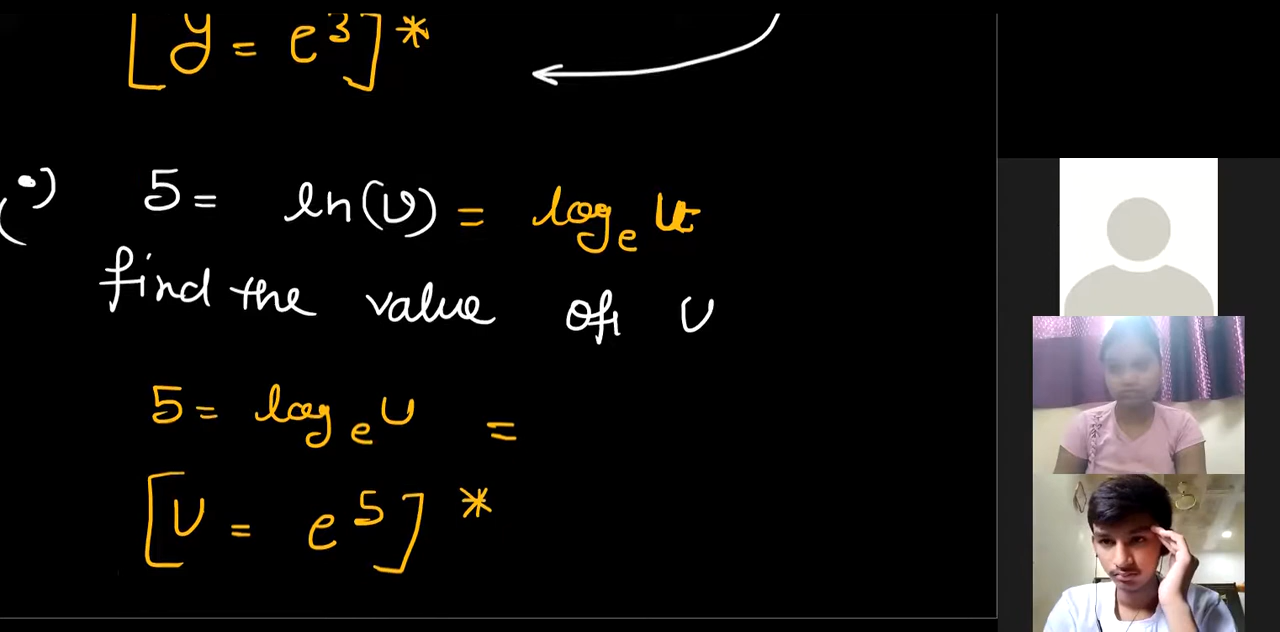 [y = e³]*
(•) 5 = ln(U) = logₑ U
find the value of U
5 = logₑ U =
[U = e⁵] *